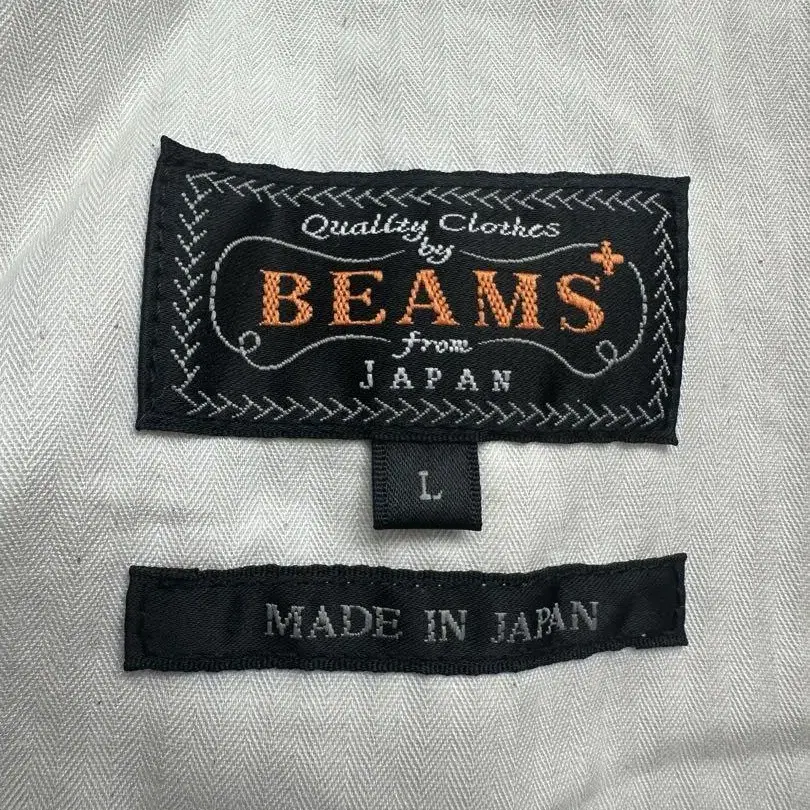 Quality Clothes
by
BEAMS+
from
JAPAN
L
MADE IN JAPAN